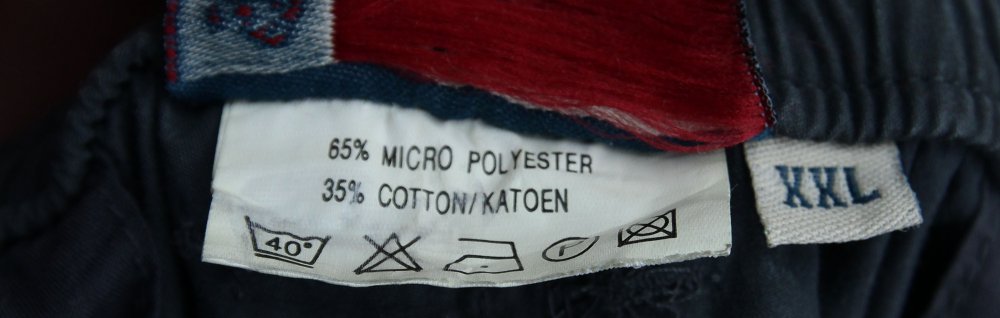 65% MICRO POLYESTER
35% COTTON/KATOEN
40°
P
XXL